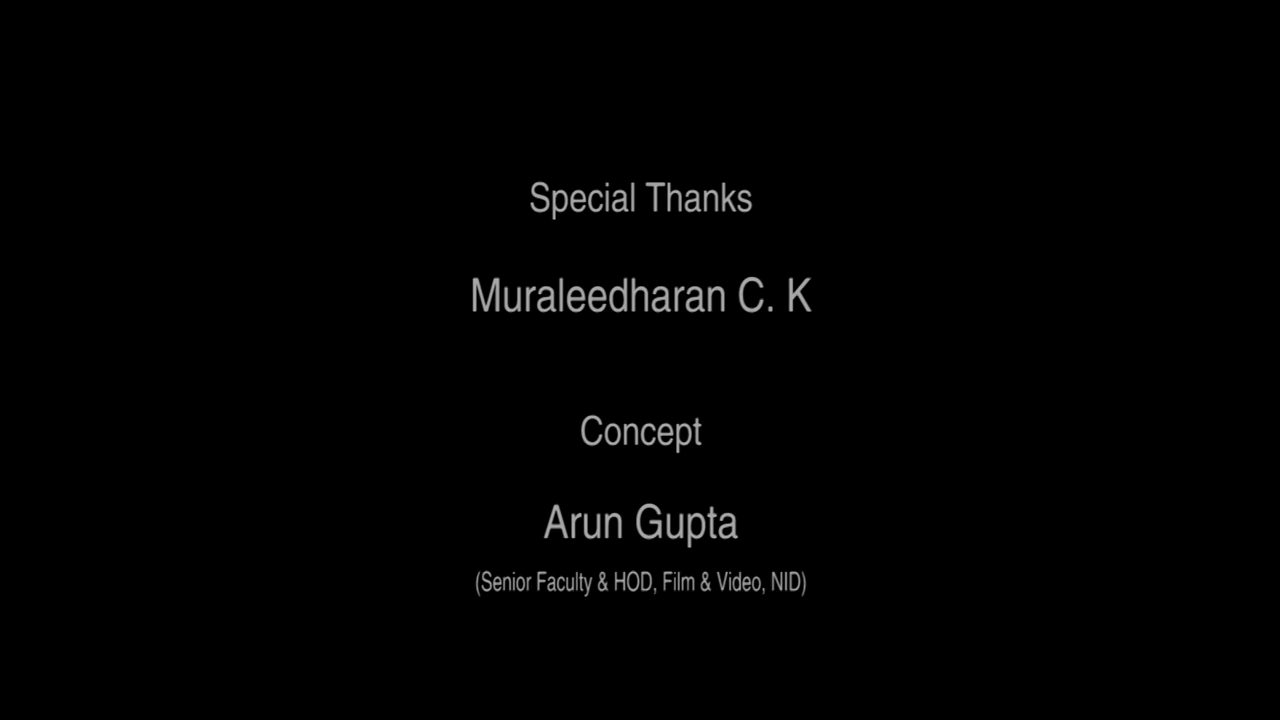 Special Thanks
Muraleedharan C. K
Concept
Arun Gupta
(Senior Faculty & HOD, Film & Video, NID)